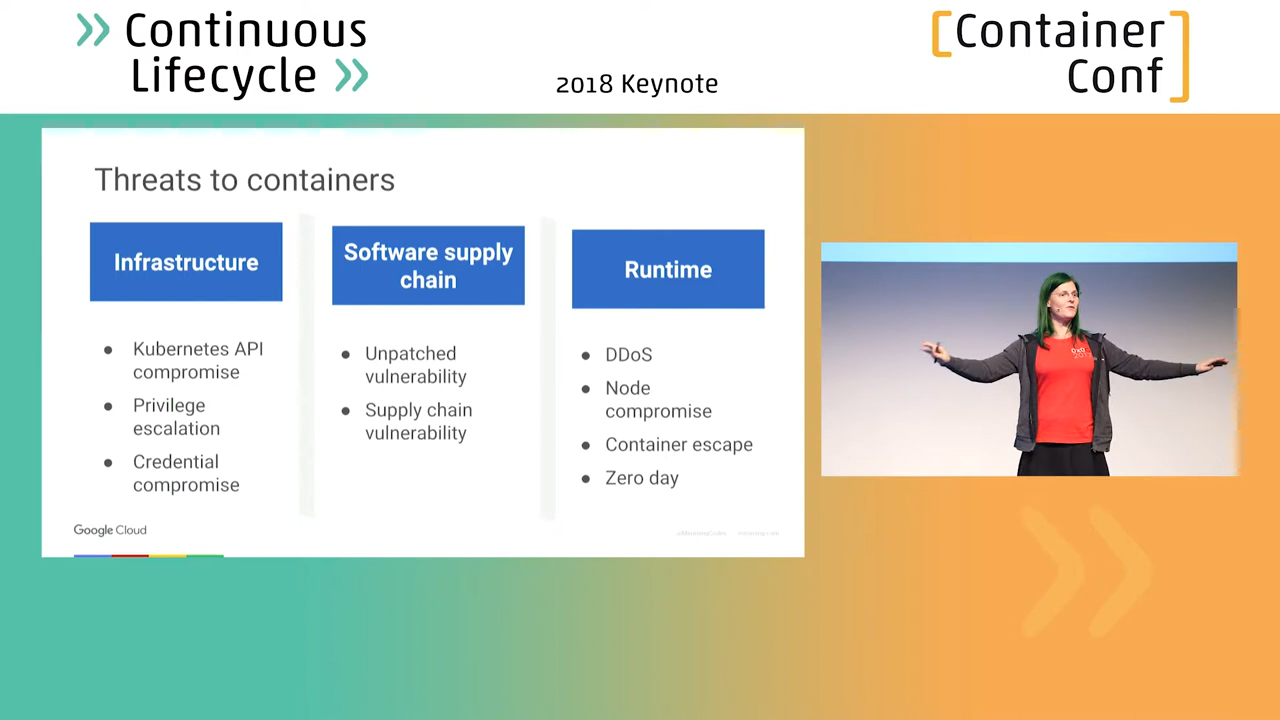 Continuous
Lifecycle
2018 Keynote
[Container
Conf]
Threats to containers
Infrastructure
Kubernetes API
compromise
Privilege
escalation
Credential
compromise
Software supply
chain
Unpatched
vulnerability
Supply chain
vulnerability
Runtime
DDoS
Node
compromise
Container escape
Zero day
Google Cloud